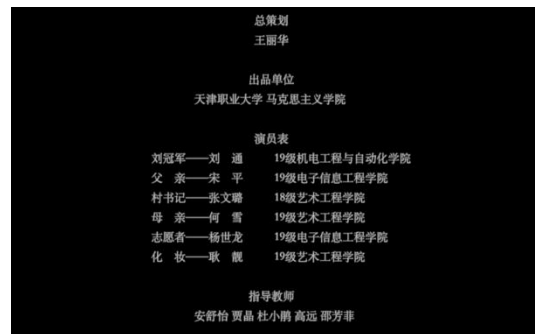 总策划
王丽华
出品单位
天津职业大学 马克思主义学院
演员表
刘冠军——刘 通 19级机电工程与自动化学院
父 亲——宋 平 19级电子信息工程学院
村书记——张文璐 18级艺术工程学院
母 亲——何 雪 19级艺术工程学院
志愿者——杨世龙 19级电子信息工程学院
化 妆——耿 靓 19级艺术工程学院
指导教师
安舒怡 贾晶 杜小鹃 高远 邵芳菲